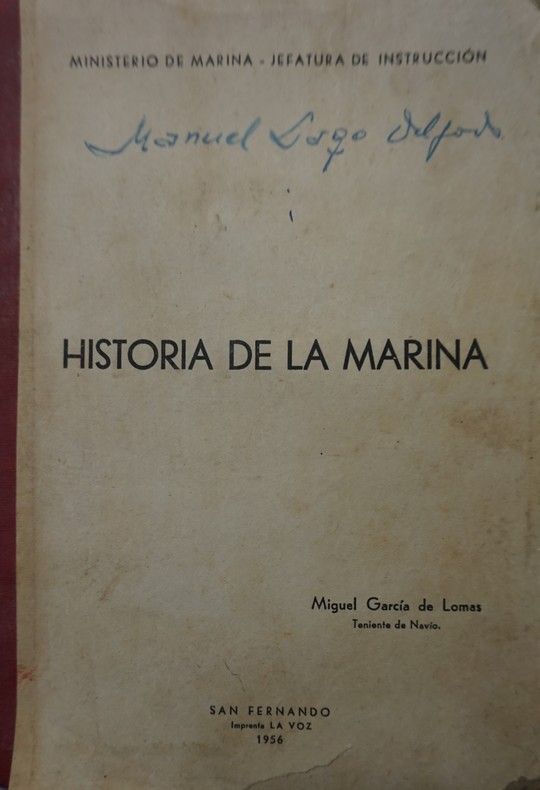 MINISTERIO DE MARINA - JEFATURA DE INSTRUCCIÓN
Manuel Lago Delgado
HISTORIA DE LA MARINA
Miguel García de Lomas
Teniente de Navío.
SAN FERNANDO
Imprenta LA VOZ
1956